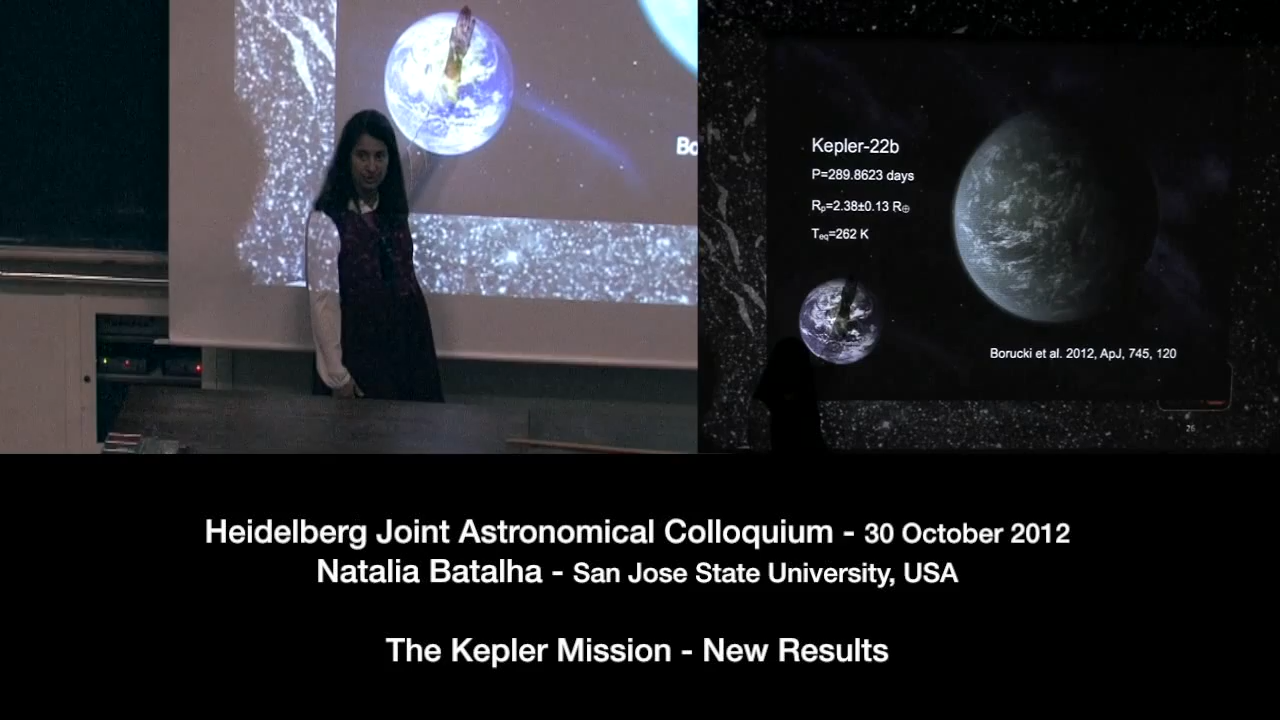 Bo
Kepler-22b
P=289.8623 days
Rp=2.38±0.13 R⊕
Teq=262 K
Borucki et al. 2012, ApJ, 745, 120
26
Heidelberg Joint Astronomical Colloquium - 30 October 2012
Natalia Batalha - San Jose State University, USA
The Kepler Mission - New Results